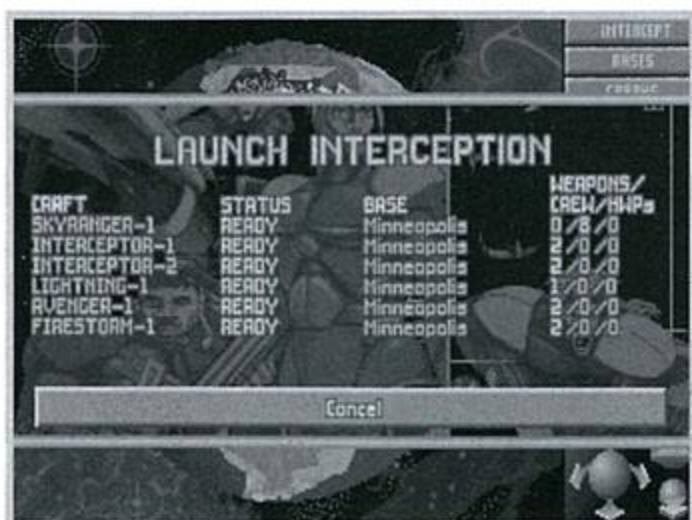 INTERCEPT
BASES
LAUNCH INTERCEPTION
WEAPONS/
CRAFT STATUS BASE CREW/HWPs
SKYRANGER-1 READY Minneapolis 0/8/0
INTERCEPTOR-1 READY Minneapolis 2/0/0
INTERCEPTOR-2 READY Minneapolis 2/0/0
LIGHTNING-1 READY Minneapolis 1/0/0
AVENGER-1 READY Minneapolis 2/0/0
FIRESTORM-1 READY Minneapolis 2/0/0
Cancel